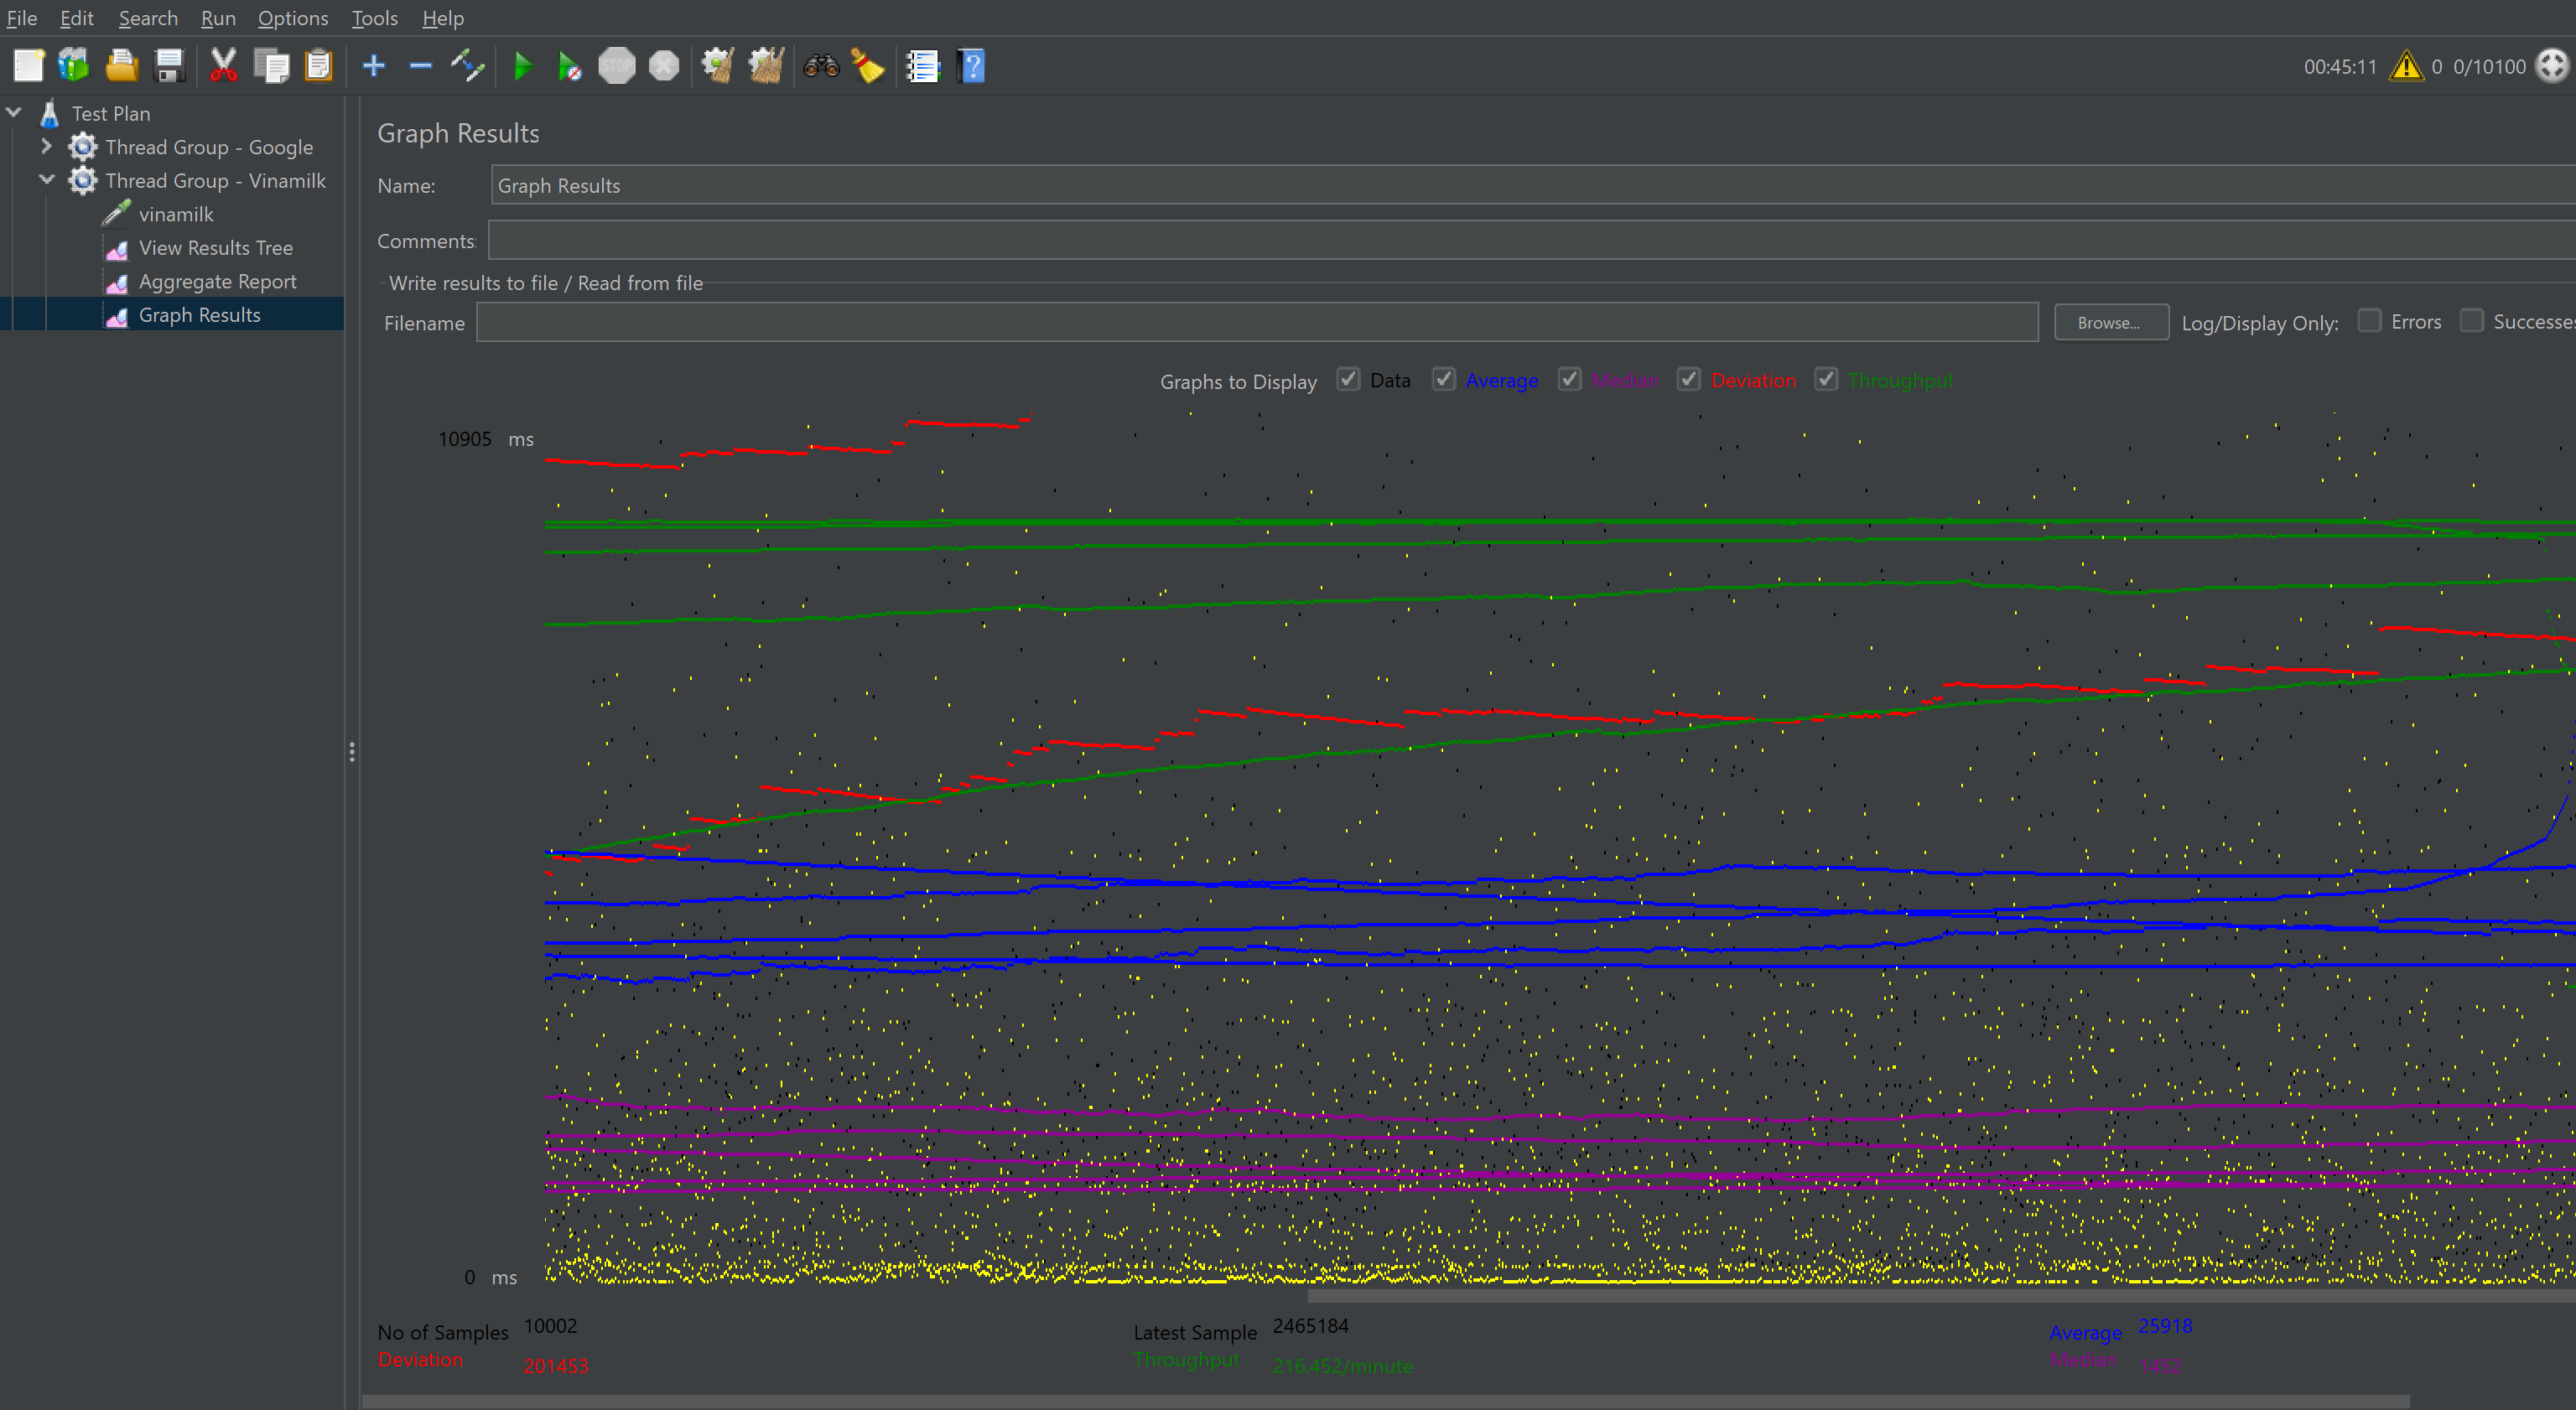 File Edit Search Run Options Tools Help
STOP
00:45:11 0 0/10100
Test Plan
Thread Group - Google
Thread Group - Vinamilk
vinamilk
View Results Tree
Aggregate Report
Graph Results
Graph Results
Name: Graph Results
Comments:
Write results to file / Read from file
Filename Browse... Log/Display Only: Errors Successes
Graphs to Display Data Average Median Deviation Throughput
10905 ms
0 ms
No of Samples 10002 Latest Sample 2465184 Average 25918
Deviation 201453 Throughput 216.452/minute Median 1452